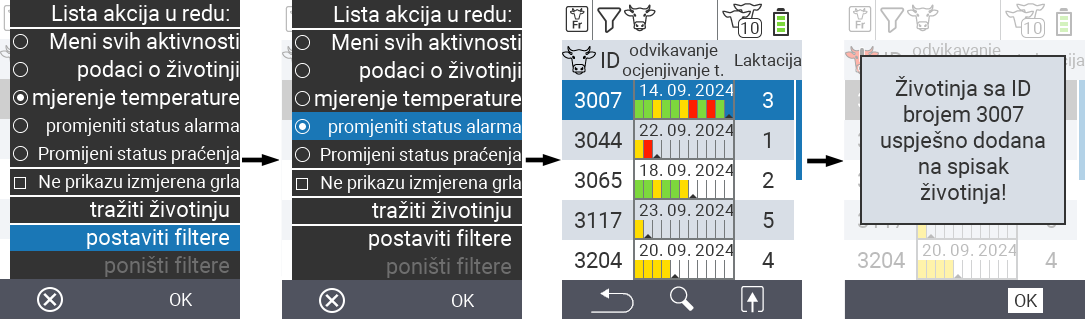 Lista akcija u redu:
Meni svih aktivnosti
podaci o životinji
mjerenje temperature
promjeniti status alarma
Promijeni status praćenja
Ne prikazu izmjerena grla
tražiti životinju
postaviti filtere
poništi filtere
OK
Lista akcija u redu:
Meni svih aktivnosti
podaci o životinji
mjerenje temperature
promjeniti status alarma
Promijeni status praćenja
Ne prikazu izmjerena grla
tražiti životinju
postaviti filtere
poništi filtere
OK
Fr
10
ID
odvikavanje
ocjenjivanje t.
Laktacija
3007 14. 09. 2024 3
3044 22. 09. 2024 1
3065 18. 09. 2024 2
3117 23. 09. 2024 5
3204 20. 09. 2024 4
Fr
10
ID
odvikavanje
Životinja sa ID
brojem 3007
uspješno dodana
na spisak
životinja!
3204 20. 09. 2024 4
OK